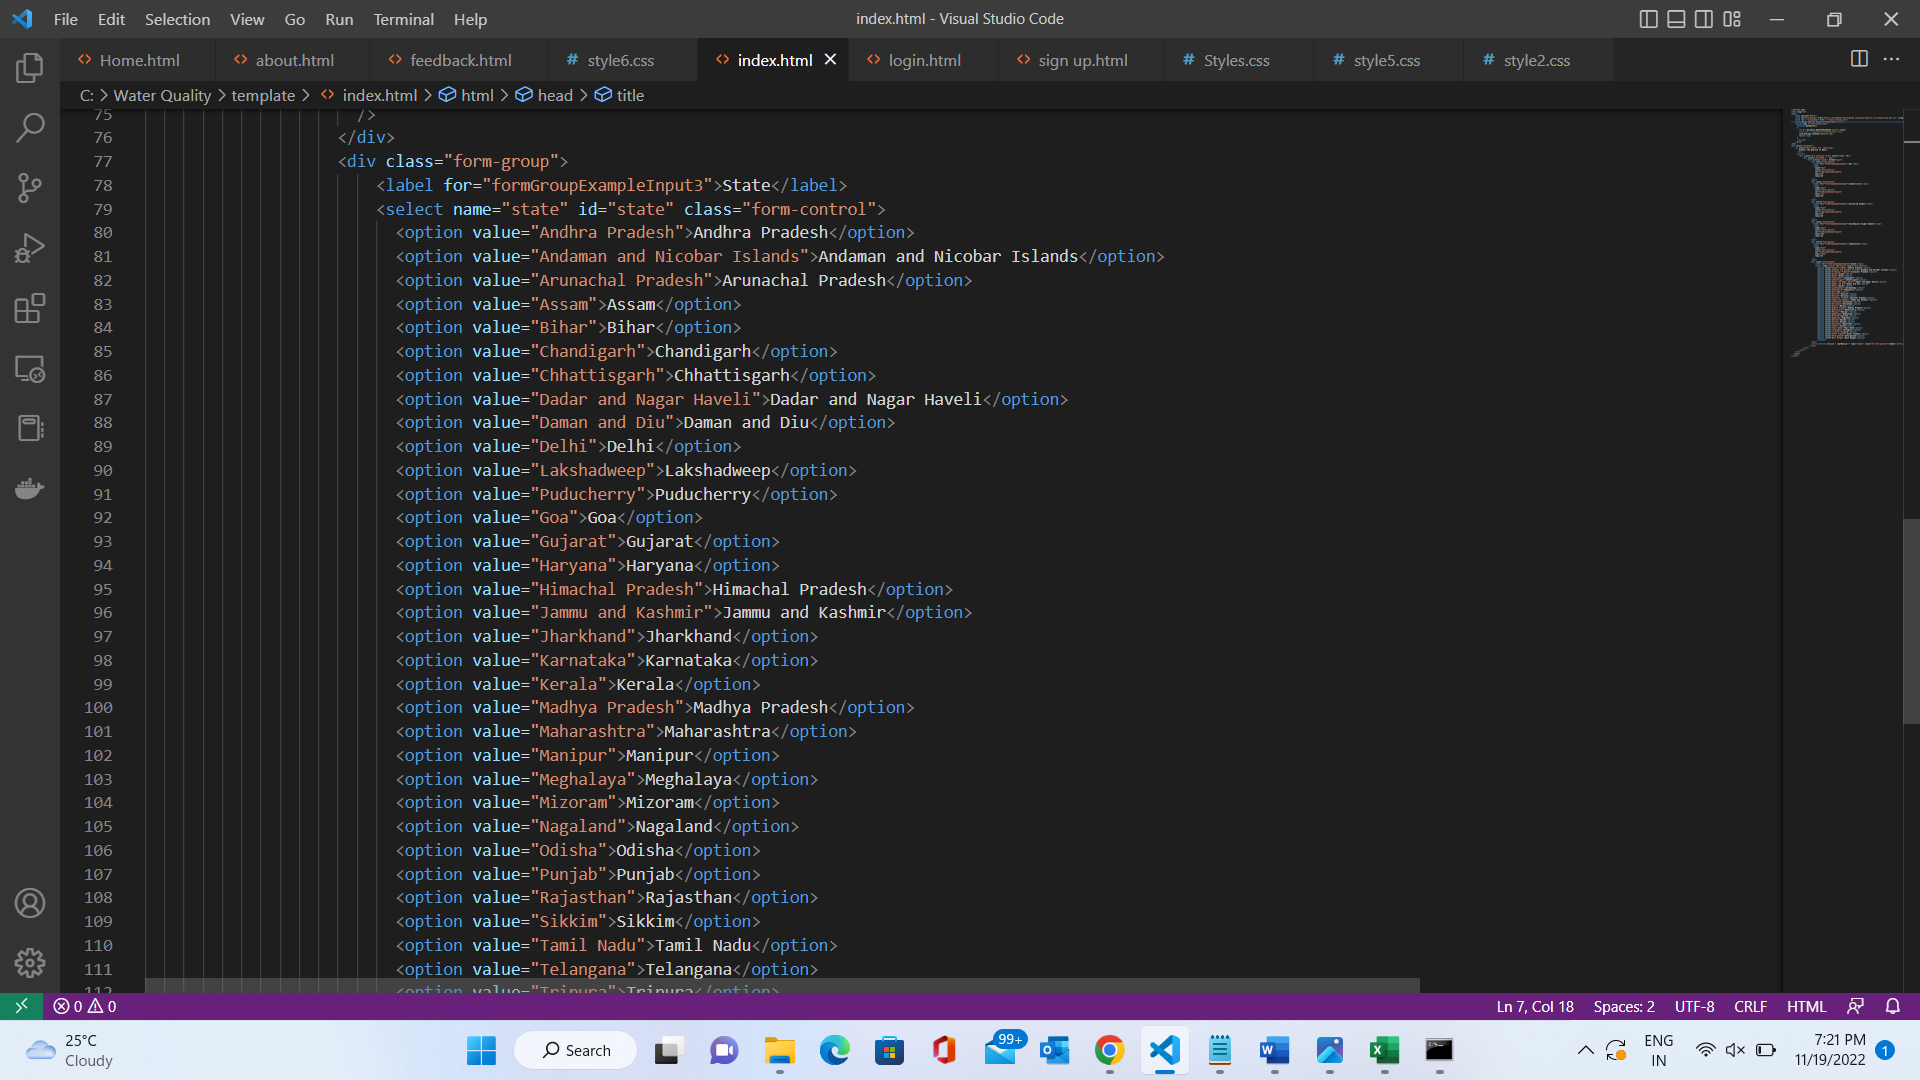 File Edit Selection View Go Run Terminal Help
index.html - Visual Studio Code
Home.html about.html feedback.html style6.css index.html login.html sign up.html Styles.css style5.css style2.css
C: > Water Quality > template > index.html > html > head > title
75 />
76 </div>
77 <div class="form-group">
78 <label for="formGroupExampleInput3">State</label>
79 <select name="state" id="state" class="form-control">
80 <option value="Andhra Pradesh">Andhra Pradesh</option>
81 <option value="Andaman and Nicobar Islands">Andaman and Nicobar Islands</option>
82 <option value="Arunachal Pradesh">Arunachal Pradesh</option>
83 <option value="Assam">Assam</option>
84 <option value="Bihar">Bihar</option>
85 <option value="Chandigarh">Chandigarh</option>
86 <option value="Chhattisgarh">Chhattisgarh</option>
87 <option value="Dadar and Nagar Haveli">Dadar and Nagar Haveli</option>
88 <option value="Daman and Diu">Daman and Diu</option>
89 <option value="Delhi">Delhi</option>
90 <option value="Lakshadweep">Lakshadweep</option>
91 <option value="Puducherry">Puducherry</option>
92 <option value="Goa">Goa</option>
93 <option value="Gujarat">Gujarat</option>
94 <option value="Haryana">Haryana</option>
95 <option value="Himachal Pradesh">Himachal Pradesh</option>
96 <option value="Jammu and Kashmir">Jammu and Kashmir</option>
97 <option value="Jharkhand">Jharkhand</option>
98 <option value="Karnataka">Karnataka</option>
99 <option value="Kerala">Kerala</option>
100 <option value="Madhya Pradesh">Madhya Pradesh</option>
101 <option value="Maharashtra">Maharashtra</option>
102 <option value="Manipur">Manipur</option>
103 <option value="Meghalaya">Meghalaya</option>
104 <option value="Mizoram">Mizoram</option>
105 <option value="Nagaland">Nagaland</option>
106 <option value="Odisha">Odisha</option>
107 <option value="Punjab">Punjab</option>
108 <option value="Rajasthan">Rajasthan</option>
109 <option value="Sikkim">Sikkim</option>
110 <option value="Tamil Nadu">Tamil Nadu</option>
111 <option value="Telangana">Telangana</option>
112 <option value="Tripura">Tripura</option>
0 0 Ln 7, Col 18 Spaces: 2 UTF-8 CRLF HTML
25°C
Cloudy
Search
99+
ENG
IN
7:21 PM
11/19/2022
1